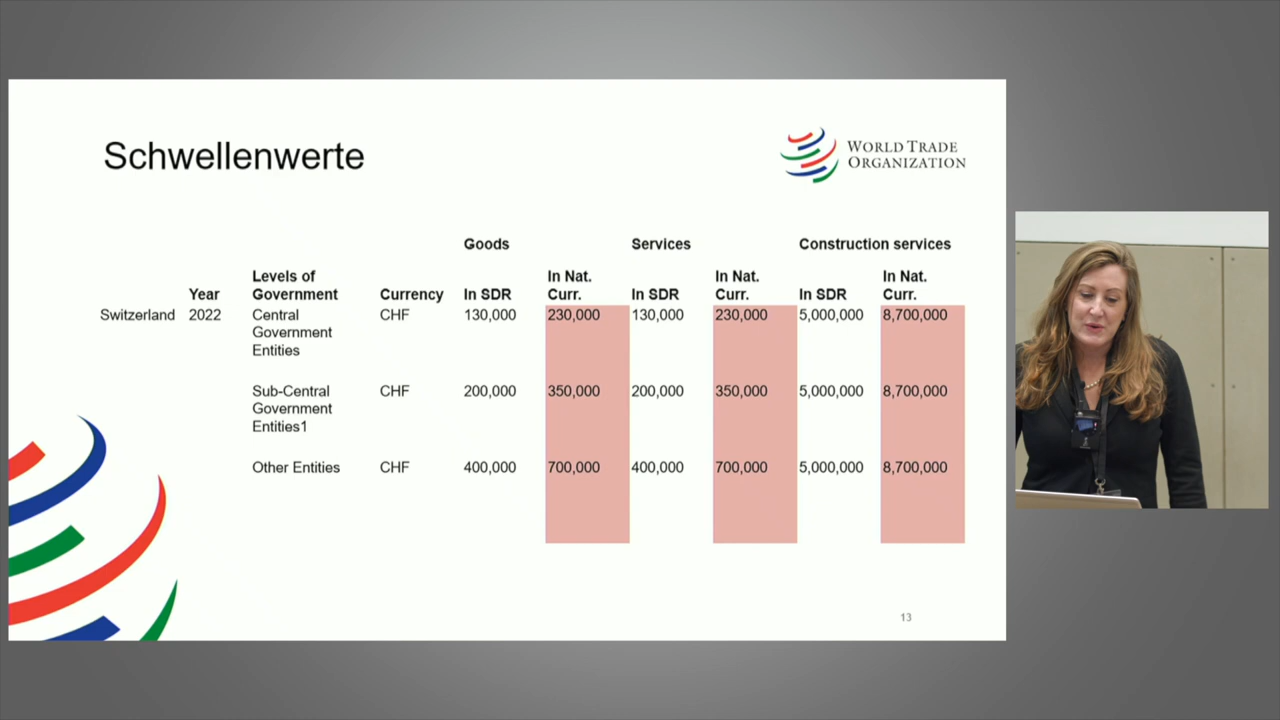 Schwellenwerte
WORLD TRADE
ORGANIZATION
Goods Services Construction services
Levels of In Nat. In Nat. In Nat.
Year Government Currency In SDR Curr. In SDR Curr. In SDR Curr.
Switzerland 2022 Central CHF 130,000 230,000 130,000 230,000 5,000,000 8,700,000
Government
Entities
Sub-Central CHF 200,000 350,000 200,000 350,000 5,000,000 8,700,000
Government
Entities1
Other Entities CHF 400,000 700,000 400,000 700,000 5,000,000 8,700,000
13